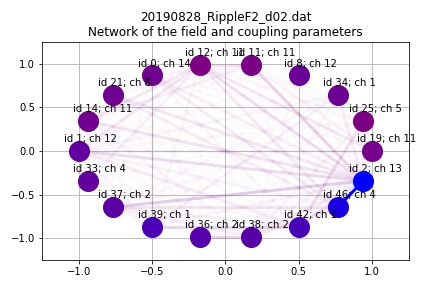 20190828_RippleF2_d02.dat
Network of the field and coupling parameters
1.0
0.5
0.0
−0.5
−1.0
id 12; ch
11; ch 11
id 0; ch 14
id 8; ch 12
id 21; ch
id 34; ch 1
id 14; ch 11
id 25; ch 5
id 1; ch 12
id 19; ch 11
id 33; ch 4
id 2; ch 13
id 37; ch 2
id 46; ch 4
id 39; ch 1
id 42; ch
id 36; ch 2
id 38; ch 2
−1.0
−0.5
0.0
0.5
1.0